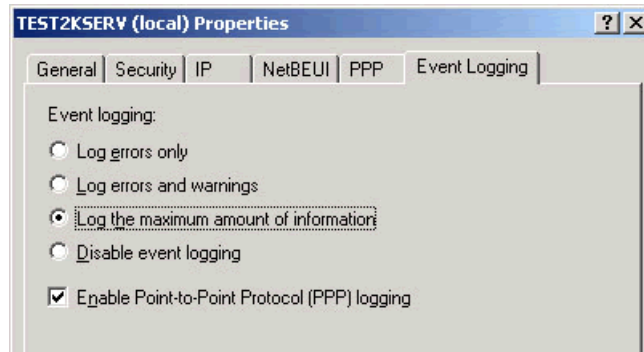 TEST2KSERV (local) Properties
General Security IP NetBEUI PPP Event Logging
Event logging:
Log errors only
Log errors and warnings
Log the maximum amount of information
Disable event logging
Enable Point-to-Point Protocol (PPP) logging